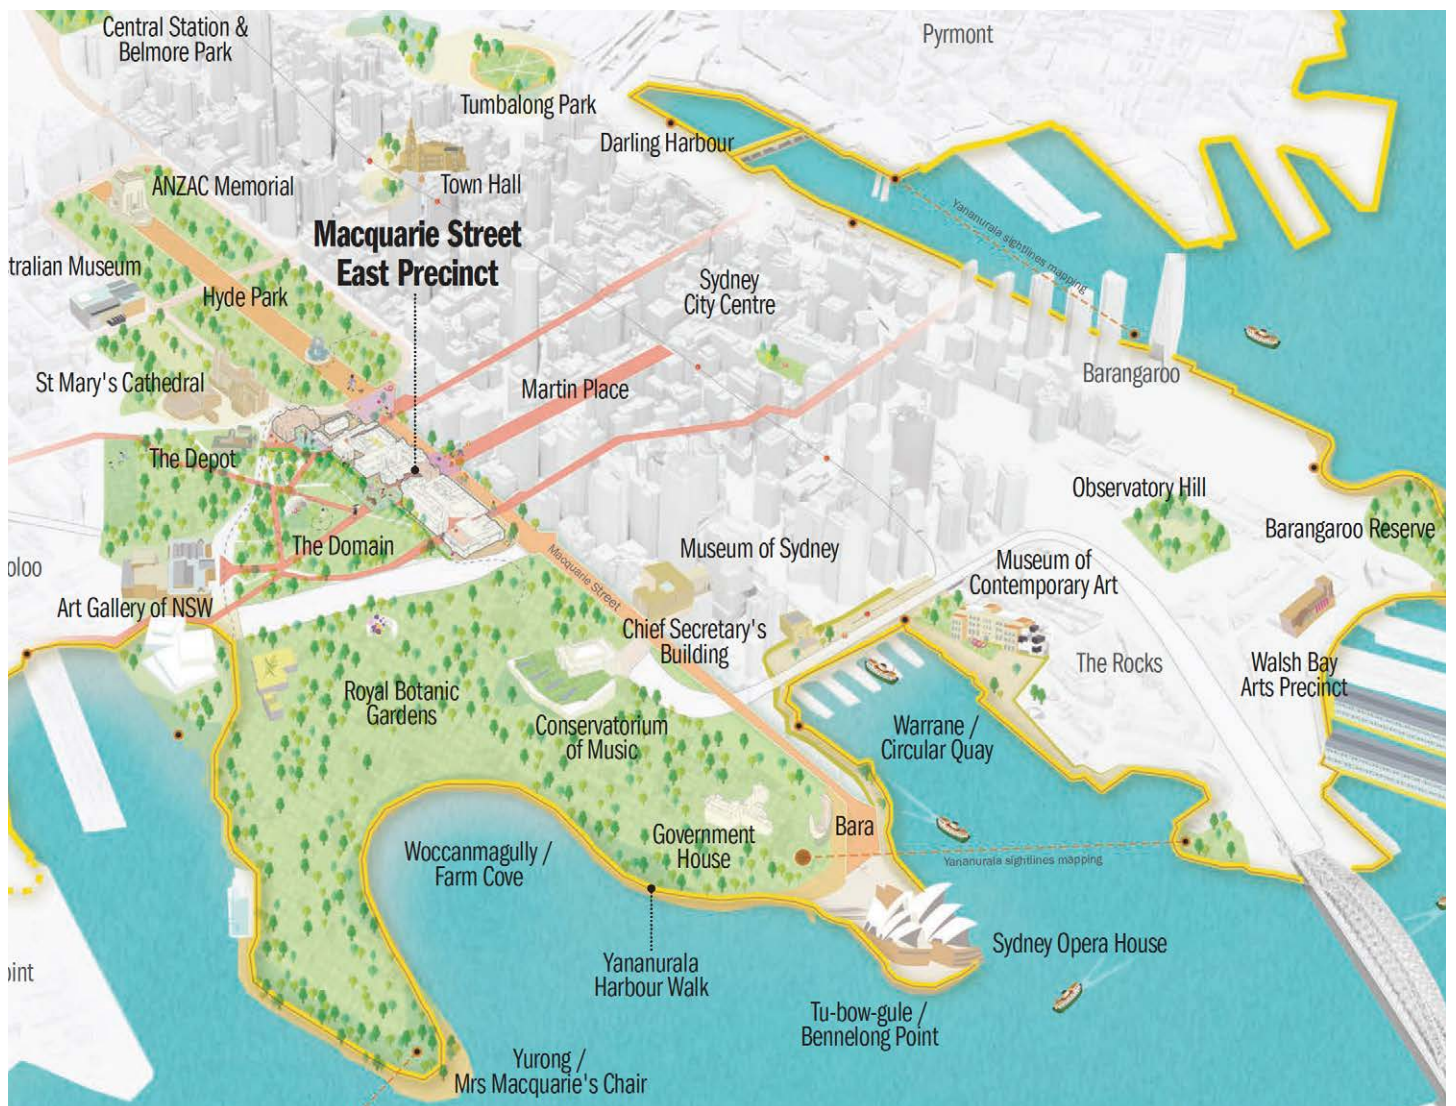 Central Station &
Belmore Park
Pyrmont
Tumbalong Park
Darling Harbour
ANZAC Memorial
Town Hall
Yananurala sightlines mapping
Macquarie Street
East Precinct
tralian Museum
Hyde Park
Sydney
City Centre
St Mary's Cathedral
Martin Place
Barangaroo
The Depot
Observatory Hill
Barangaroo Reserve
The Domain
Macquarie Street
Museum of Sydney
Museum of
Contemporary Art
oloo
Art Gallery of NSW
Chief Secretary's
Building
The Rocks
Walsh Bay
Arts Precinct
Royal Botanic
Gardens
Conservatorium
of Music
Warrane /
Circular Quay
Government
House
Bara
Woccanmagully /
Farm Cove
Yananurala sightlines mapping
Sydney Opera House
oint
Yananurala
Harbour Walk
Tu-bow-gule /
Bennelong Point
Yurong /
Mrs Macquarie's Chair